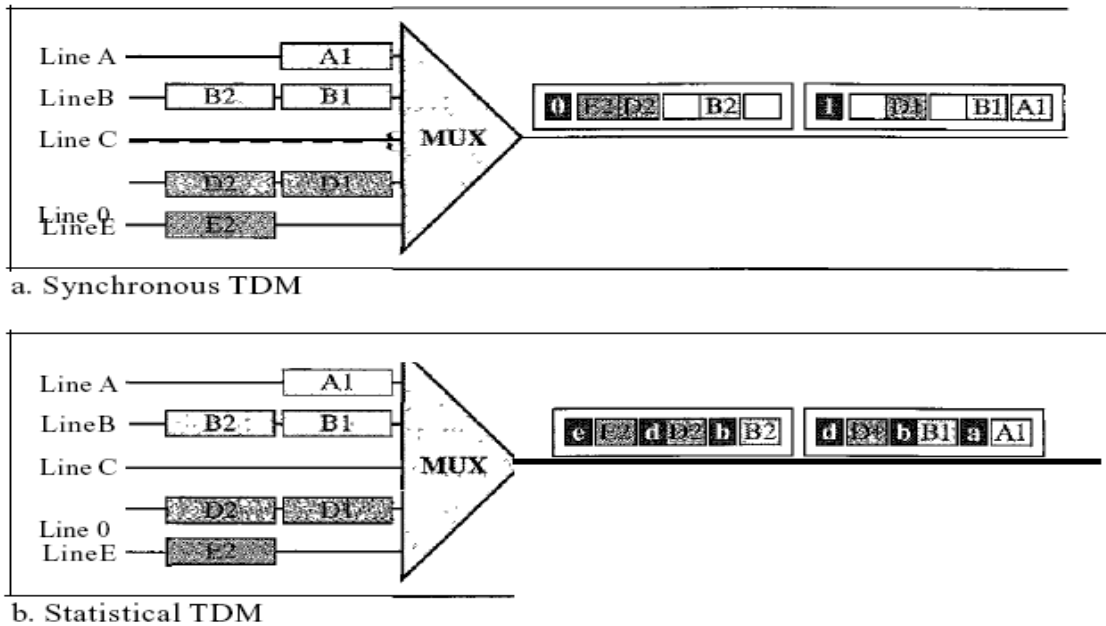 Line A
A1
LineB
B2
B1
Line C
MUX
D2
D1
Line 0
LineE
E2
0 E2 D2 B2
1 D1 B1 A1
a. Synchronous TDM
Line A
A1
LineB
B2
B1
Line C
MUX
D2
D1
Line 0
LineE
E2
e E2 d D2 b B2
d D1 b B1 a A1
b. Statistical TDM